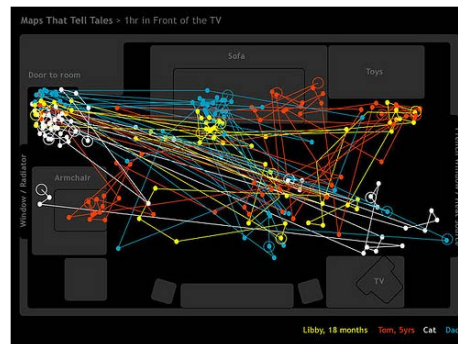 Maps That Tell Tales > 1hr in Front of the TV
Sofa
Door to room
Toys
Armchair
Window / Radiator
TV
Libby, 18 months Tom, 5yrs Cat Dad